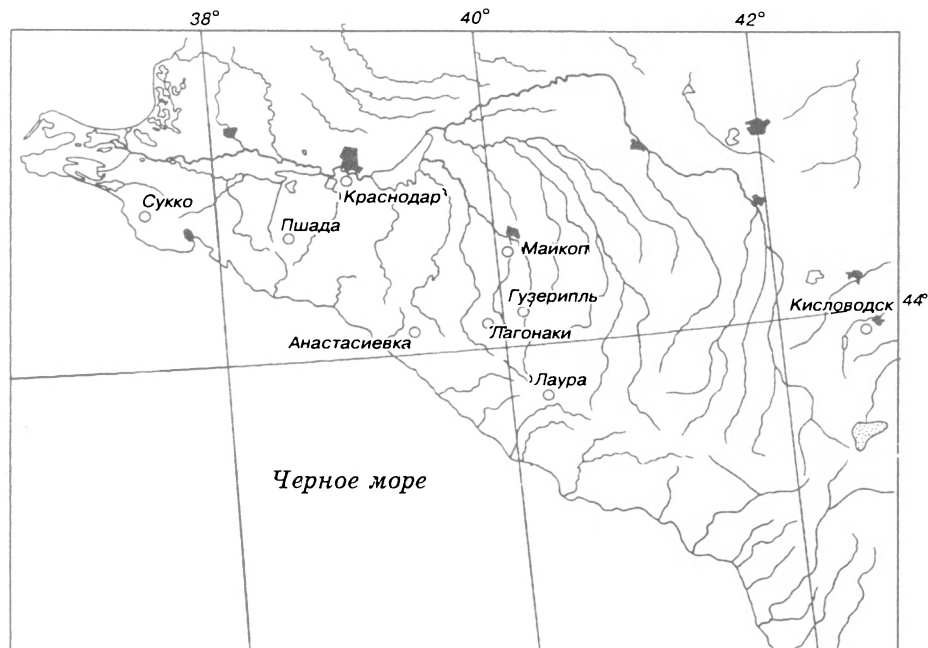 38° 40° 42°
Сукко
Краснодар
Пшада
Майкоп
Гузерипль
Кисловодск 44°
Анастасиевка
Лагонаки
Лаура
Черное море